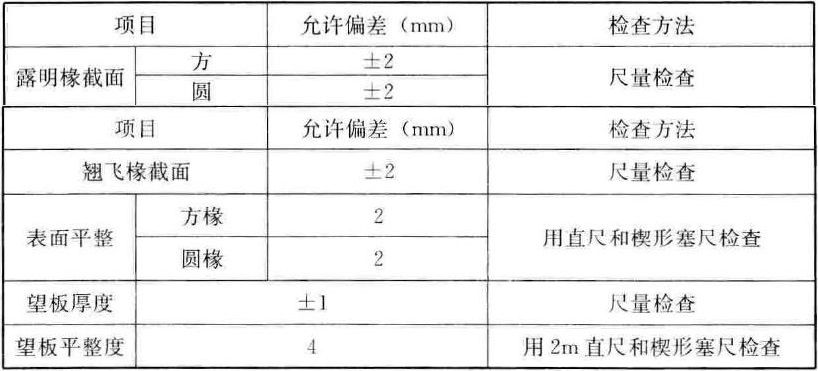 项目 允许偏差（mm） 检查方法
露明椽截面 方 ±2 尺量检查
圆 ±2
项目 允许偏差（mm） 检查方法
翘飞椽截面 ±2 尺量检查
表面平整 方椽 2 用直尺和楔形塞尺检查
圆椽 2
望板厚度 ±1 尺量检查
望板平整度 4 用2m直尺和楔形塞尺检查